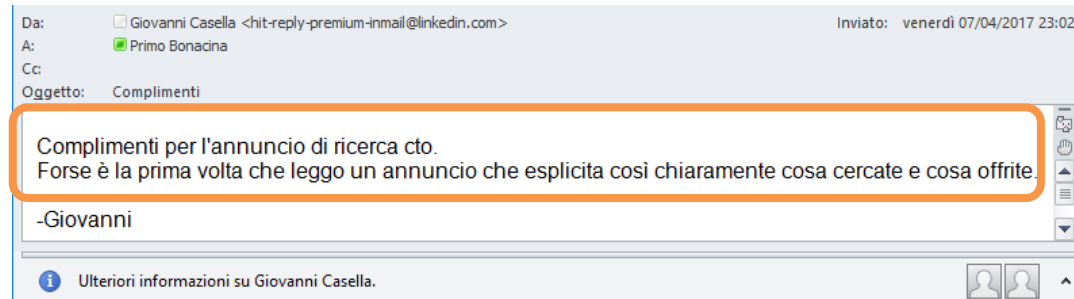 Da: Giovanni Casella <hit-reply-premium-inmail@linkedin.com> Inviato: venerdì 07/04/2017 23:02
A: Primo Bonacina
Cc:
Oggetto: Complimenti
Complimenti per l'annuncio di ricerca cto.
Forse è la prima volta che leggo un annuncio che esplicita così chiaramente cosa cercate e cosa offrite.
-Giovanni
Ulteriori informazioni su Giovanni Casella.